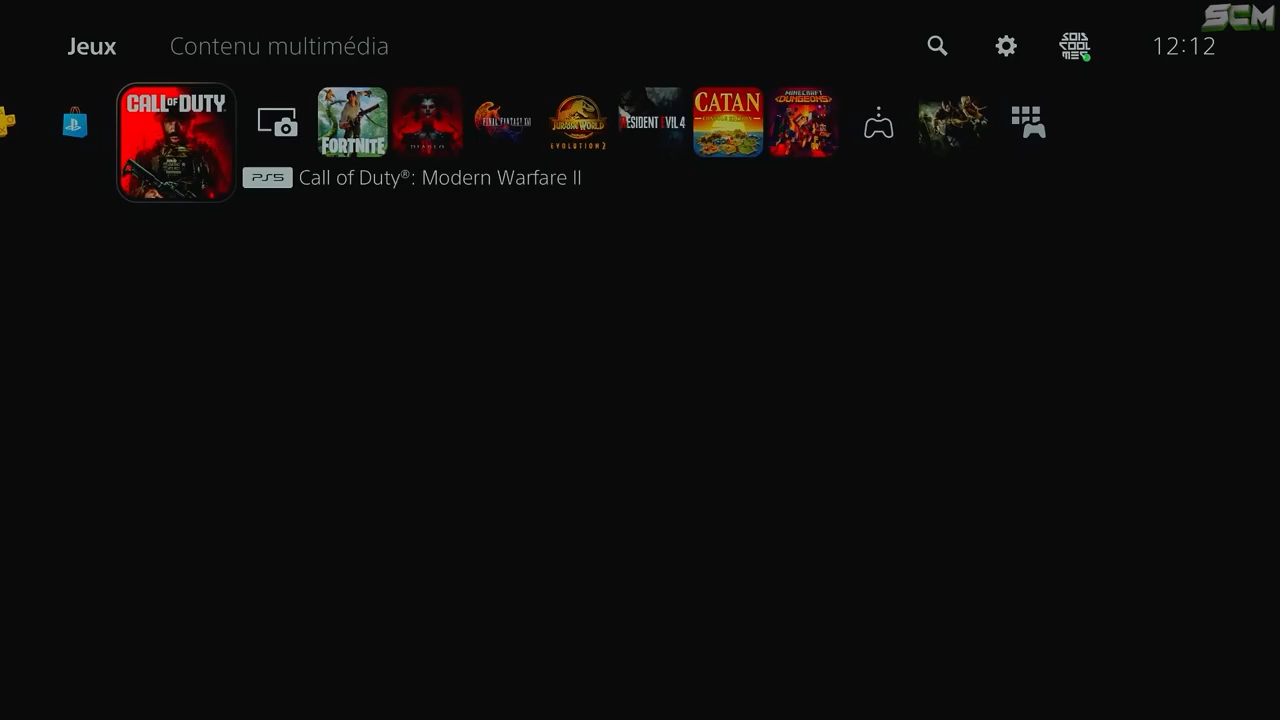 SCM
Jeux
Contenu multimédia
SOIS COOL MEC
12:12
CALL OF DUTY
FORTNITE
DIABLO
FINAL FANTASY XVI
JURASSIC WORLD
EVOLUTION 2
RESIDENT EVIL 4
CATAN
MINECRAFT
DUNGEONS
PS5 Call of Duty®: Modern Warfare II